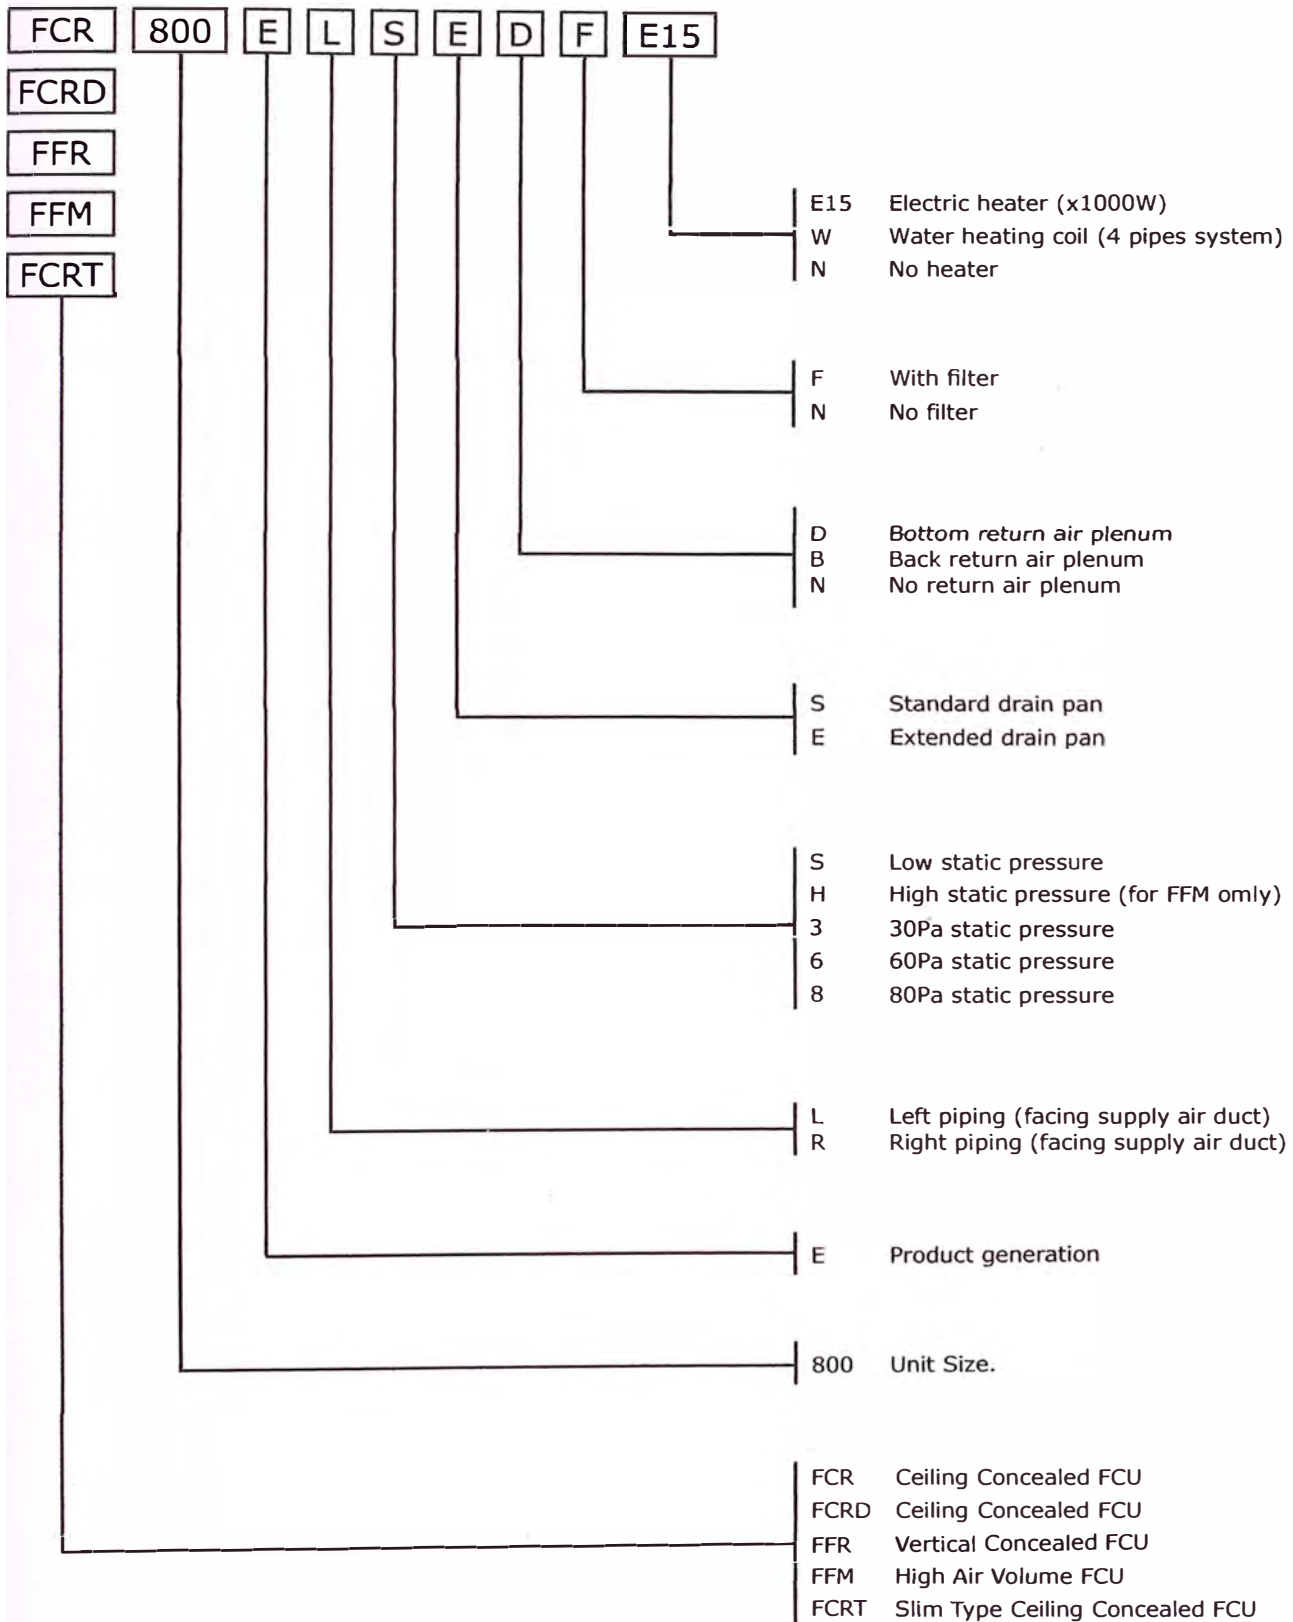 FCR 800 E L S E D F E15
FCRD
FFR
FFM
FCRT
E15 Electric heater (x1000W)
W Water heating coil (4 pipes system)
N No heater
F With filter
N No filter
D Bottom return air plenum
B Back return air plenum
N No return air plenum
S Standard drain pan
E Extended drain pan
S Low static pressure
H High static pressure (for FFM omly)
3 30Pa static pressure
6 60Pa static pressure
8 80Pa static pressure
L Left piping (facing supply air duct)
R Right piping (facing supply air duct)
E Product generation
800 Unit Size.
FCR Ceiling Concealed FCU
FCRD Ceiling Concealed FCU
FFR Vertical Concealed FCU
FFM High Air Volume FCU
FCRT Slim Type Ceiling Concealed FCU